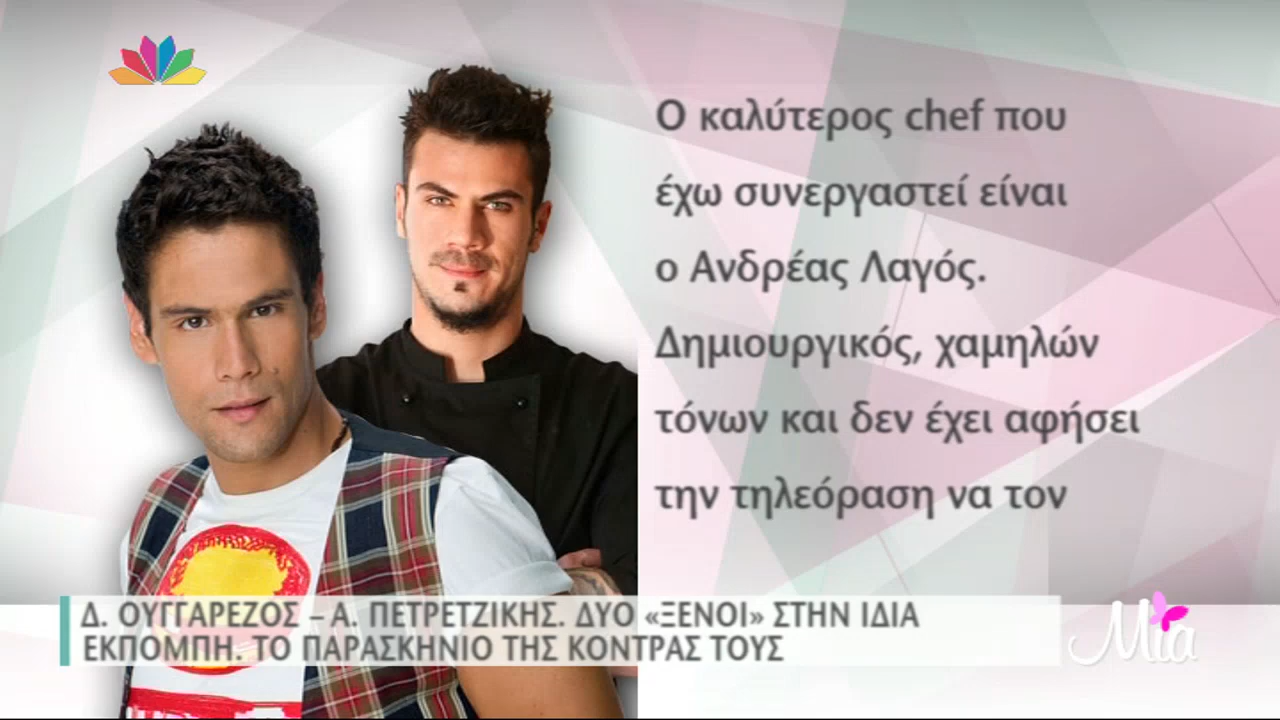 Ο καλύτερος chef που
έχω συνεργαστεί είναι
ο Ανδρέας Λαγός.
Δημιουργικός, χαμηλών
τόνων και δεν έχει αφήσει
την τηλεόραση να τον
Δ. ΟΥΓΓΑΡΕΖΟΣ – Α. ΠΕΤΡΕΤΖΙΚΗΣ. ΔΥΟ «ΞΕΝΟΙ» ΣΤΗΝ ΙΔΙΑ
ΕΚΠΟΜΠΗ. ΤΟ ΠΑΡΑΣΚΗΝΙΟ ΤΗΣ ΚΟΝΤΡΑΣ ΤΟΥΣ
Μία